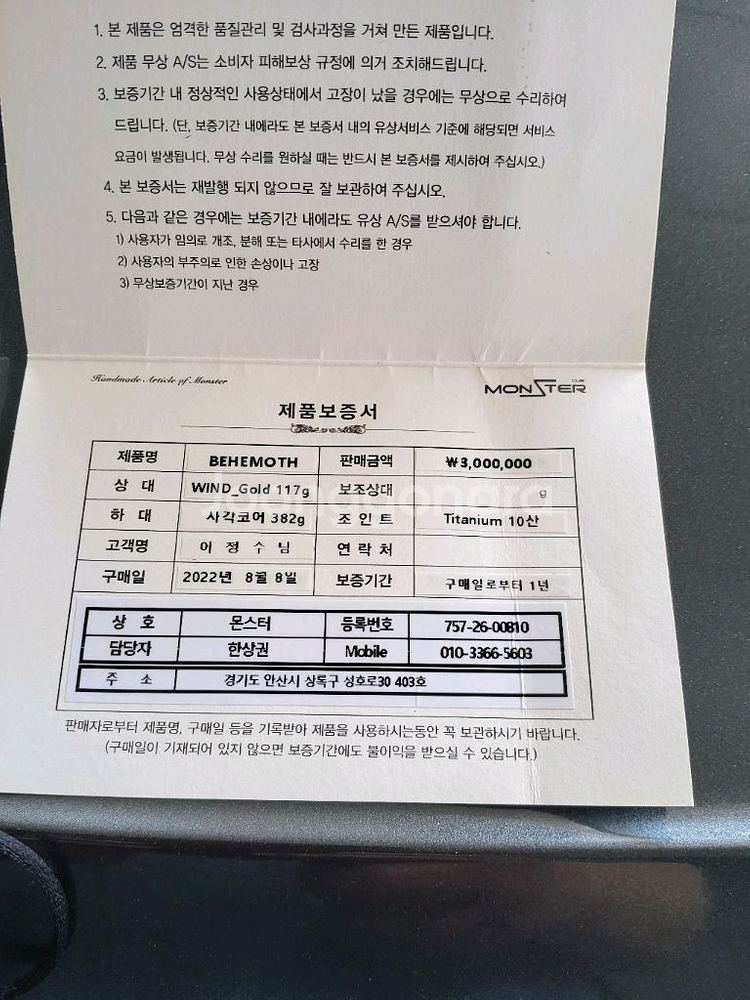 1. 본 제품은 엄격한 품질관리 및 검사과정을 거쳐 만든 제품입니다.
2. 제품 무상 A/S는 소비자 피해보상 규정에 의거 조치해드립니다.
3. 보증기간 내 정상적인 사용상태에서 고장이 났을 경우에는 무상으로 수리하여
드립니다. (단, 보증기간 내에라도 본 보증서 내의 유상서비스 기준에 해당되면 서비스
요금이 발생됩니다. 무상 수리를 원하실 때는 반드시 본 보증서를 제시하여 주십시오.)
4. 본 보증서는 재발행 되지 않으므로 잘 보관하여 주십시오.
5. 다음과 같은 경우에는 보증기간 내에라도 유상 A/S를 받으셔야 합니다.
1) 사용자가 임의로 개조, 분해 또는 타사에서 수리를 한 경우
2) 사용자의 부주의로 인한 손상이나 고장
3) 무상보증기간이 지난 경우
Handmade Article of Monster
MONSTER CUE
제품보증서
제품명 BEHEMOTH 판매금액 ₩3,000,000
상 대 WIND_Gold 117g 보조상대 g
하 대 사각코어 382g 조 인 트 Titanium 10산
고객명 이 정 수 님 연 락 처
구매일 2022년 8월 8일 보증기간 구매일로부터 1년
상 호 몬스터 등록번호 757-26-00810
담당자 한상권 Mobile 010-3366-5603
주 소 경기도 안산시 상록구 성호로30 403호
판매자로부터 제품명, 구매일 등을 기록받아 제품을 사용하시는동안 꼭 보관하시기 바랍니다.
(구매일이 기재되어 있지 않으면 보증기간에도 불이익을 받으실 수 있습니다.)
joonggonara